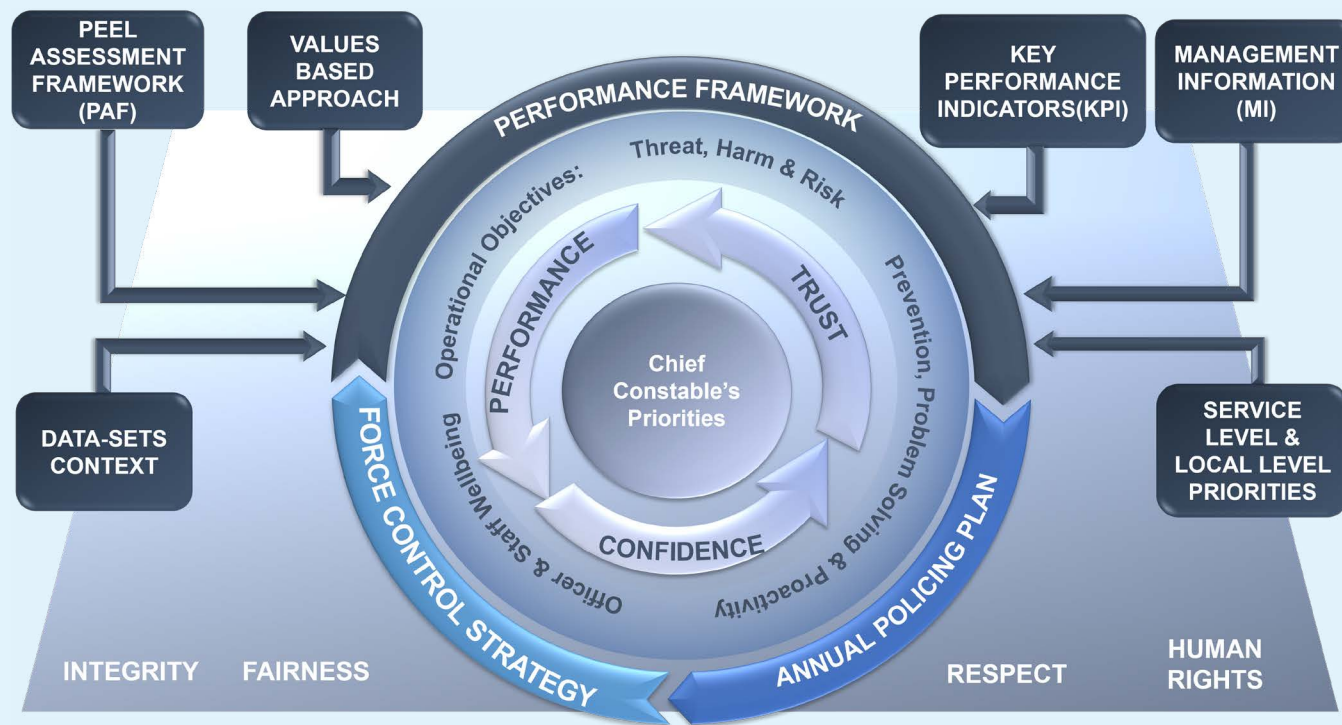 PEEL
ASSESSMENT
FRAMEWORK
(PAF)
VALUES
BASED
APPROACH
KEY
PERFORMANCE
INDICATORS(KPI)
MANAGEMENT
INFORMATION
(MI)
PERFORMANCE FRAMEWORK
Operational Objectives:
Threat, Harm & Risk
Prevention, Problem Solving & Proactivity
Officer & Staff Wellbeing
PERFORMANCE
TRUST
CONFIDENCE
Chief
Constable's
Priorities
DATA-SETS
CONTEXT
SERVICE
LEVEL &
LOCAL LEVEL
PRIORITIES
FORCE CONTROL STRATEGY
ANNUAL POLICING PLAN
INTEGRITY
FAIRNESS
RESPECT
HUMAN
RIGHTS